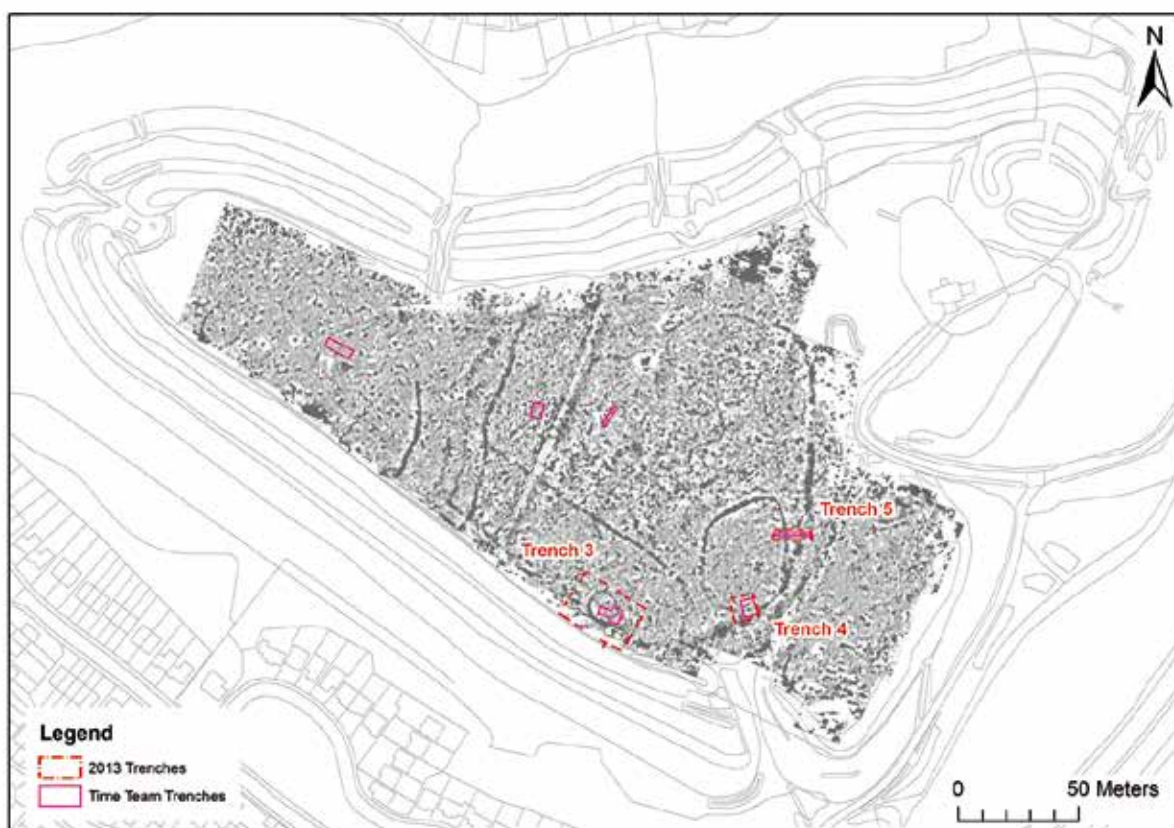 N
Trench 5
Trench 3
Trench 4
Legend
2013 Trenches
Time Team Trenches
0 50 Meters